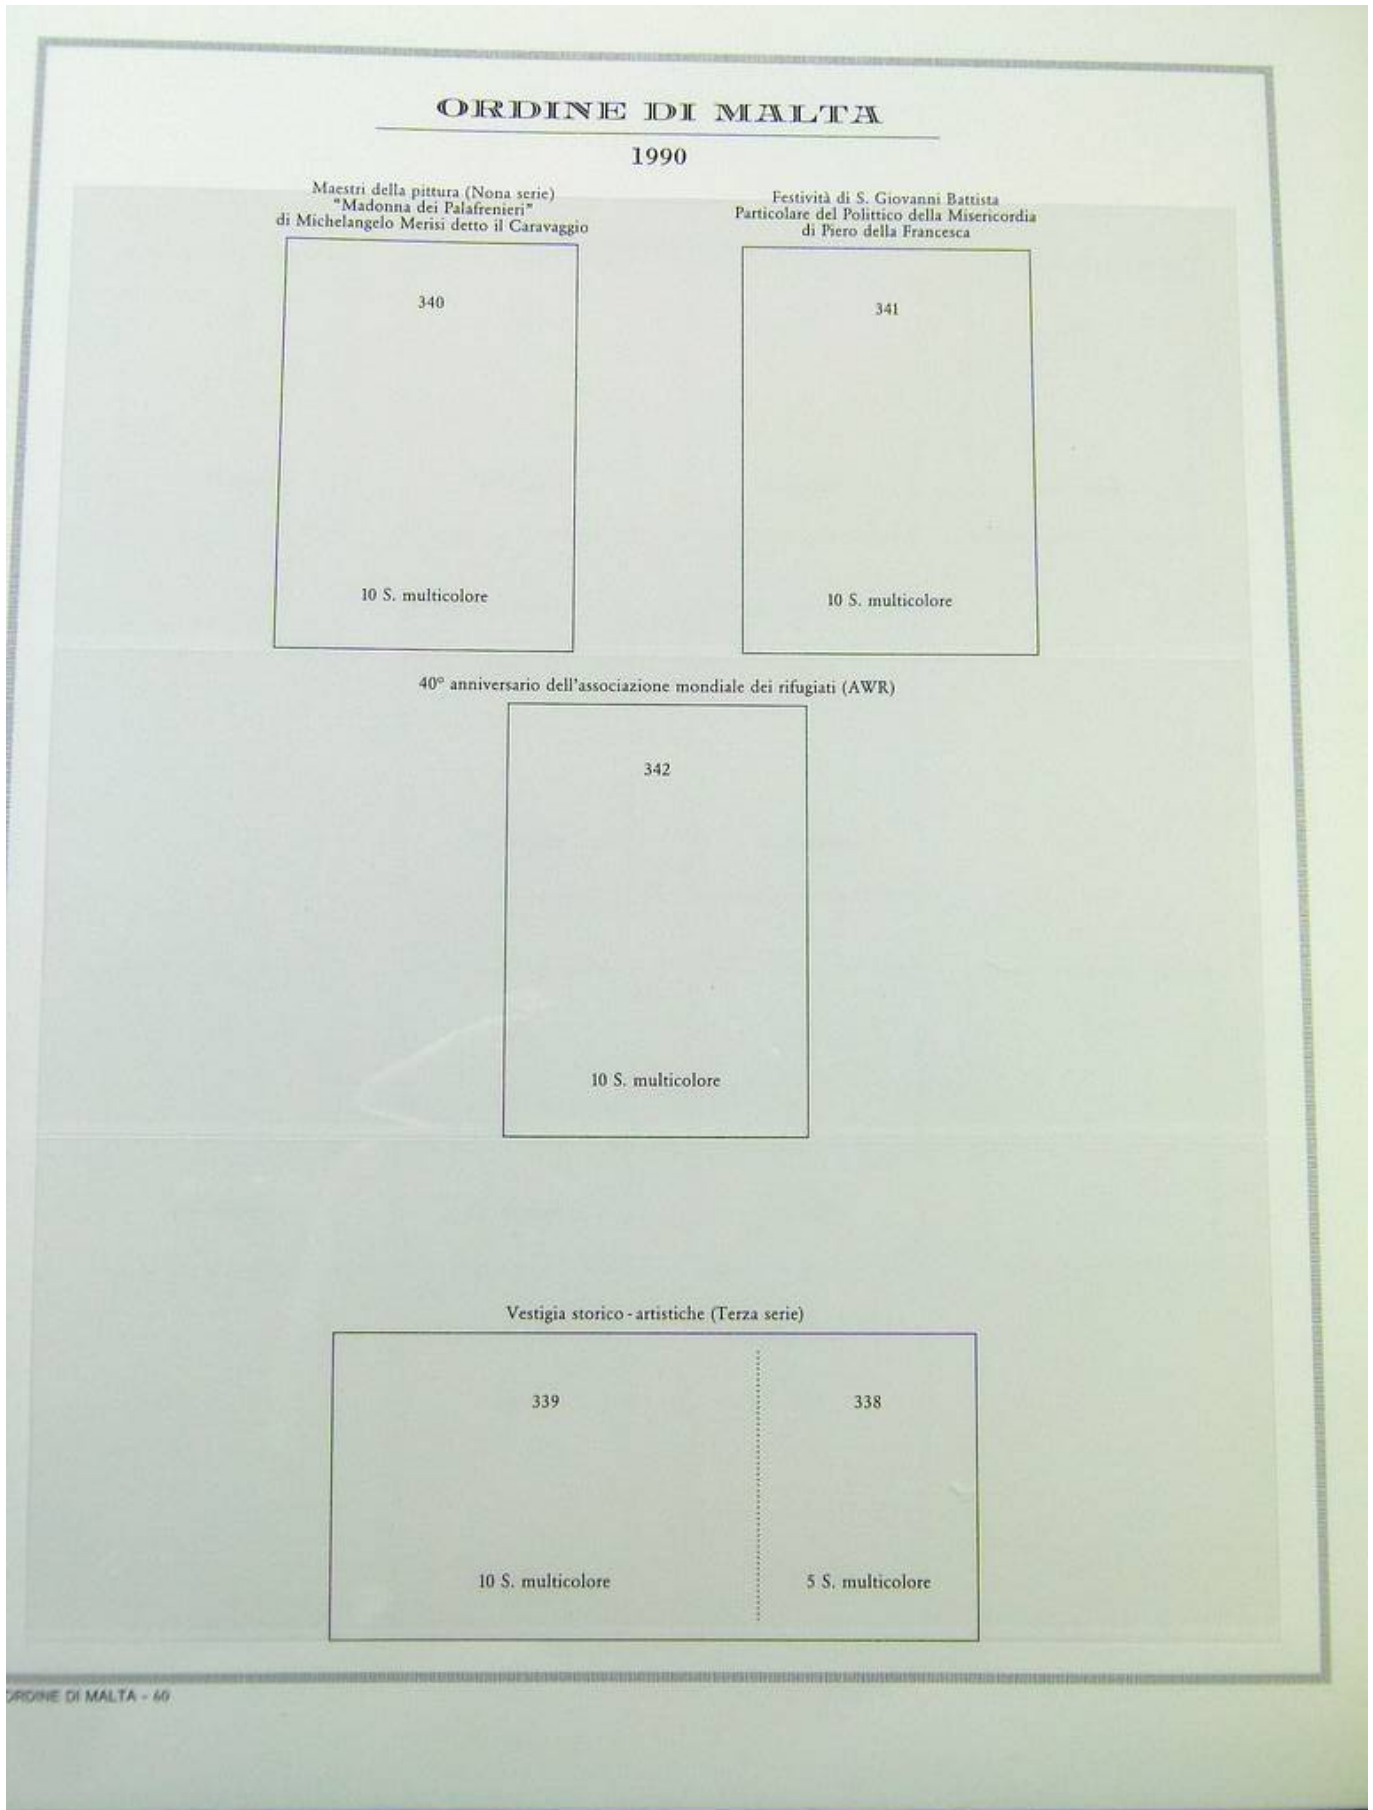 ORDINE DI MALTA
1990
Maestri della pittura (Nona serie)
"Madonna dei Palafrenieri"
di Michelangelo Merisi detto il Caravaggio
340
10 S. multicolore
Festività di S. Giovanni Battista
Particolare del Polittico della Misericordia
di Piero della Francesca
341
10 S. multicolore
40° anniversario dell'associazione mondiale dei rifugiati (AWR)
342
10 S. multicolore
Vestigia storico - artistiche (Terza serie)
339
10 S. multicolore
338
5 S. multicolore
ORDINE DI MALTA - 60